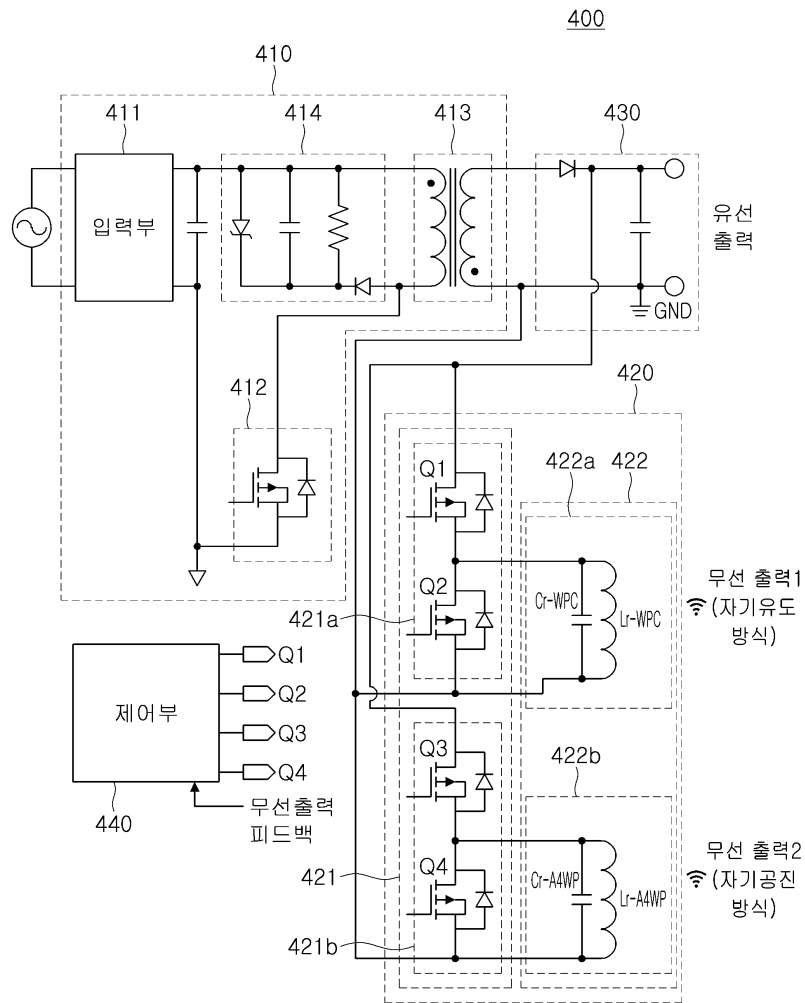 400
410
411
414
413
430
입력부
유선
출력
GND
412
420
Q1
422a
422
Q2
421a
Cr-WPC
Lr-WPC
무선 출력1
(자기유도
방식)
제어부
Q1
Q2
Q3
Q4
440
무선출력
피드백
Q3
422b
Q4
421
421b
Cr-A4WP
Lr-A4WP
무선 출력2
(자기공진
방식)